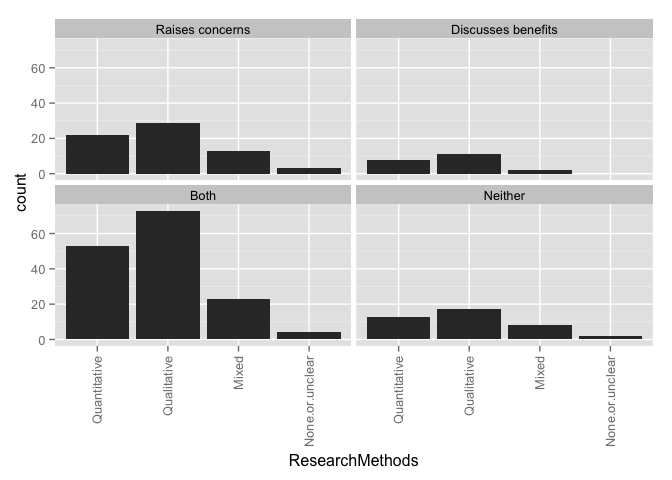 Raises concerns
Discusses benefits
60
40
20
0
Both
Neither
60
40
20
0
count
Quantitative
Qualitative
Mixed
None.or.unclear
Quantitative
Qualitative
Mixed
None.or.unclear
ResearchMethods